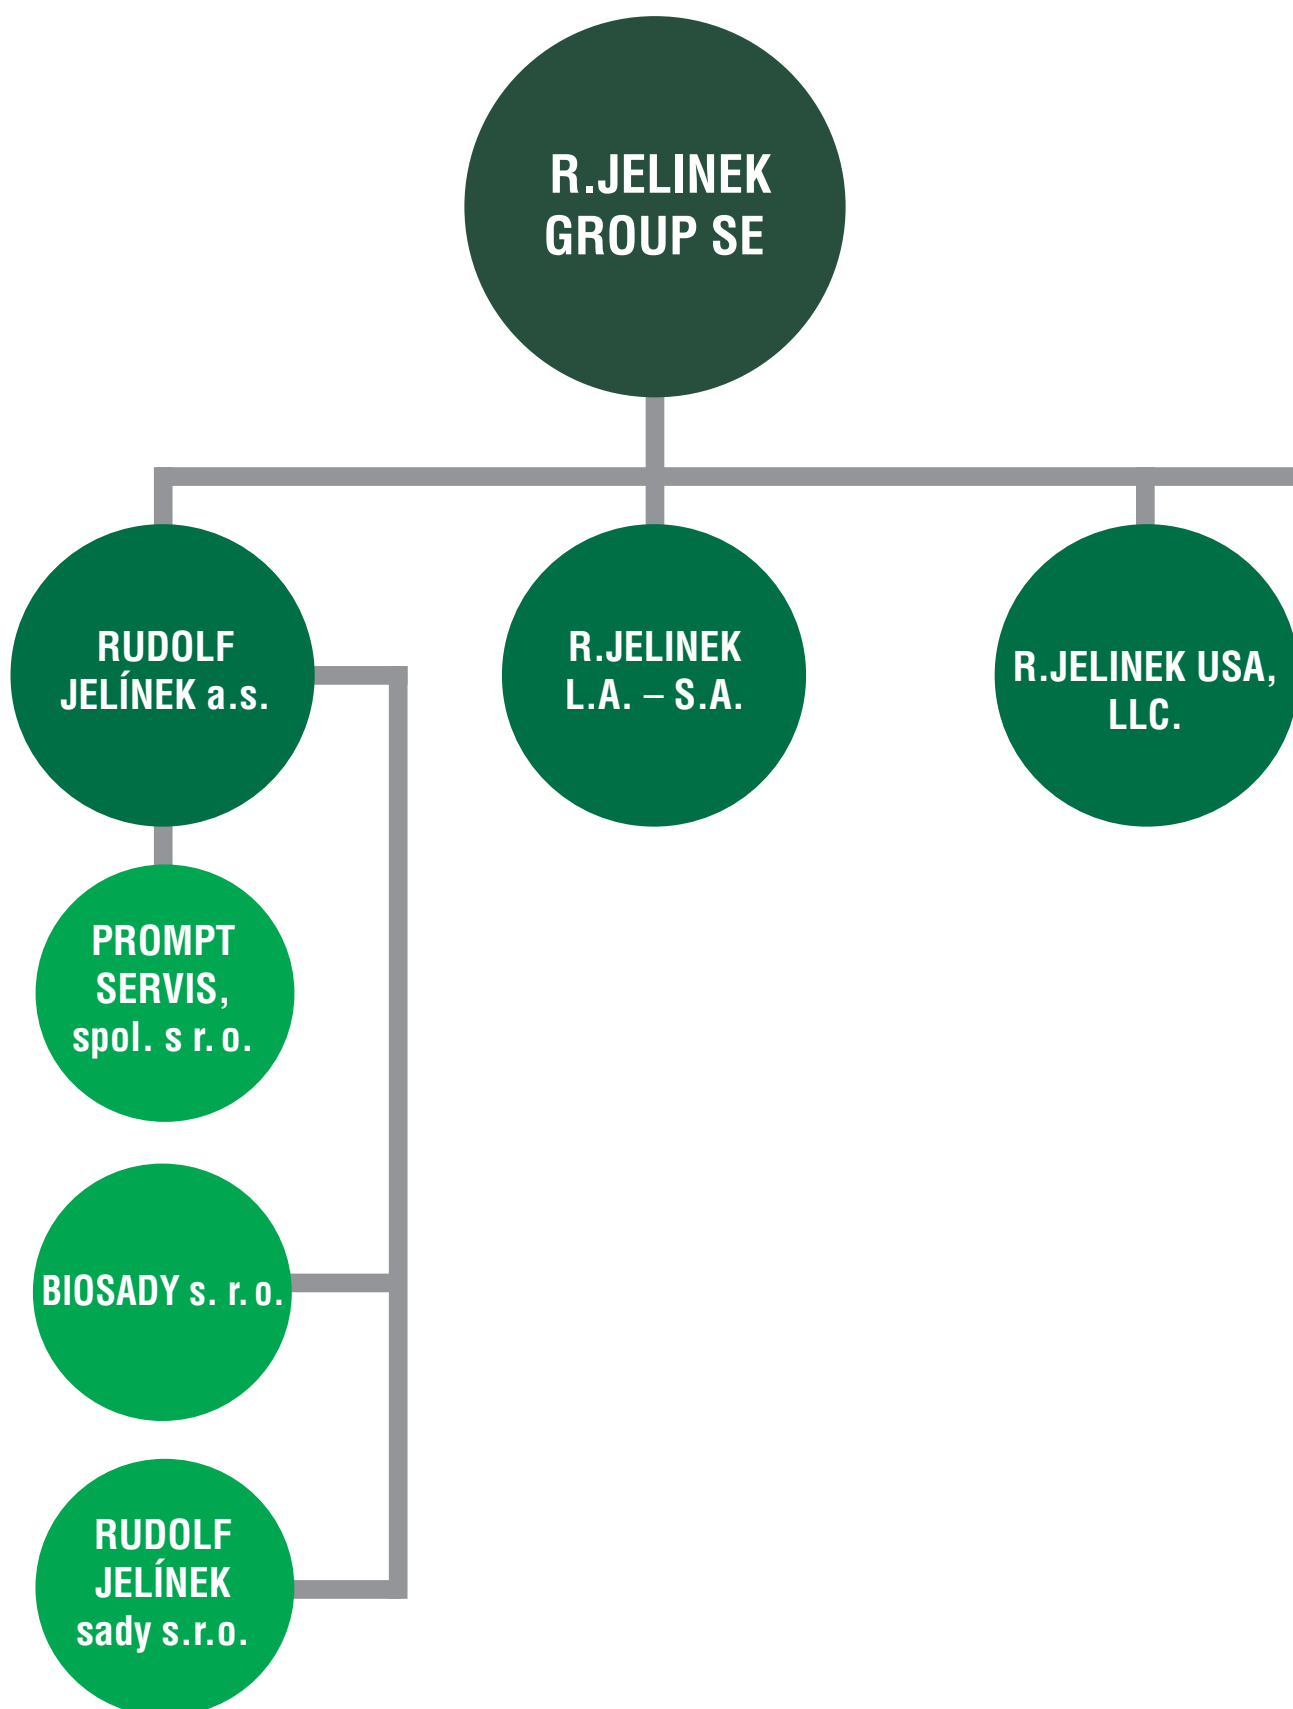 R.JELINEK
GROUP SE
RUDOLF
JELÍNEK a.s.
R.JELINEK
L.A. – S.A.
R.JELINEK USA,
LLC.
PROMPT
SERVIS,
spol. s r. o.
BIOSADY s. r. o.
RUDOLF
JELÍNEK
sady s.r.o.